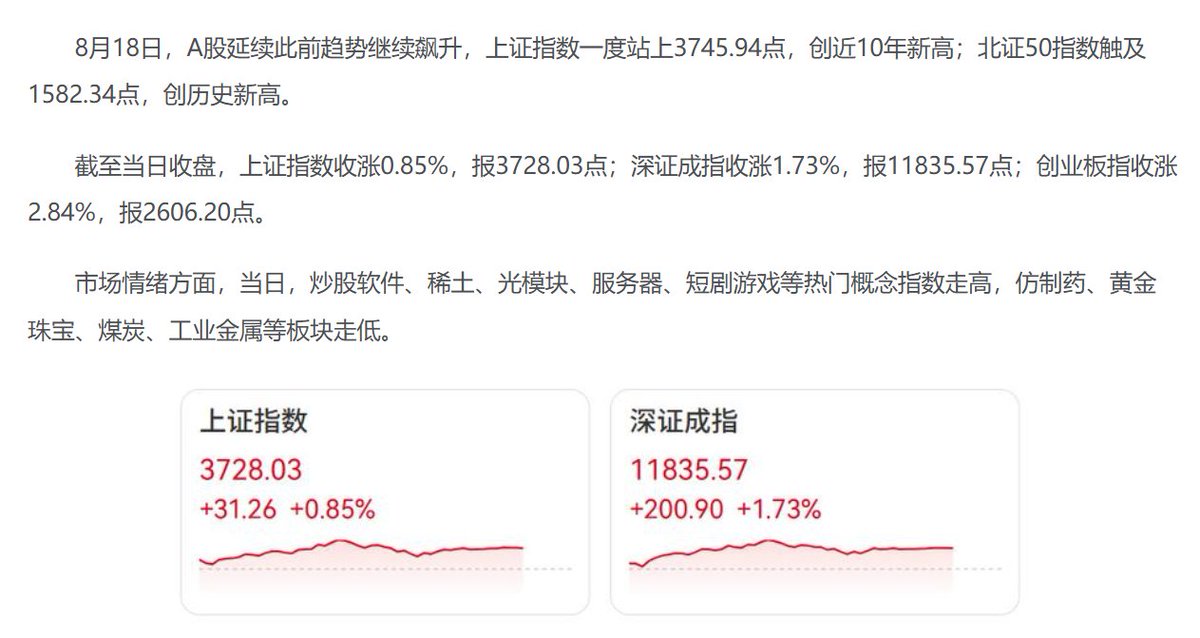 8月18日，A股延续此前趋势继续飙升，上证指数一度站上3745.94点，创近10年新高；北证50指数触及
1582.34点，创历史新高。
截至当日收盘，上证指数收涨0.85%，报3728.03点；深证成指收涨1.73%，报11835.57点；创业板指收涨
2.84%，报2606.20点。
市场情绪方面，当日，炒股软件、稀土、光模块、服务器、短剧游戏等热门概念指数走高，仿制药、黄金
珠宝、煤炭、工业金属等板块走低。
上证指数
3728.03
+31.26 +0.85%
深证成指
11835.57
+200.90 +1.73%